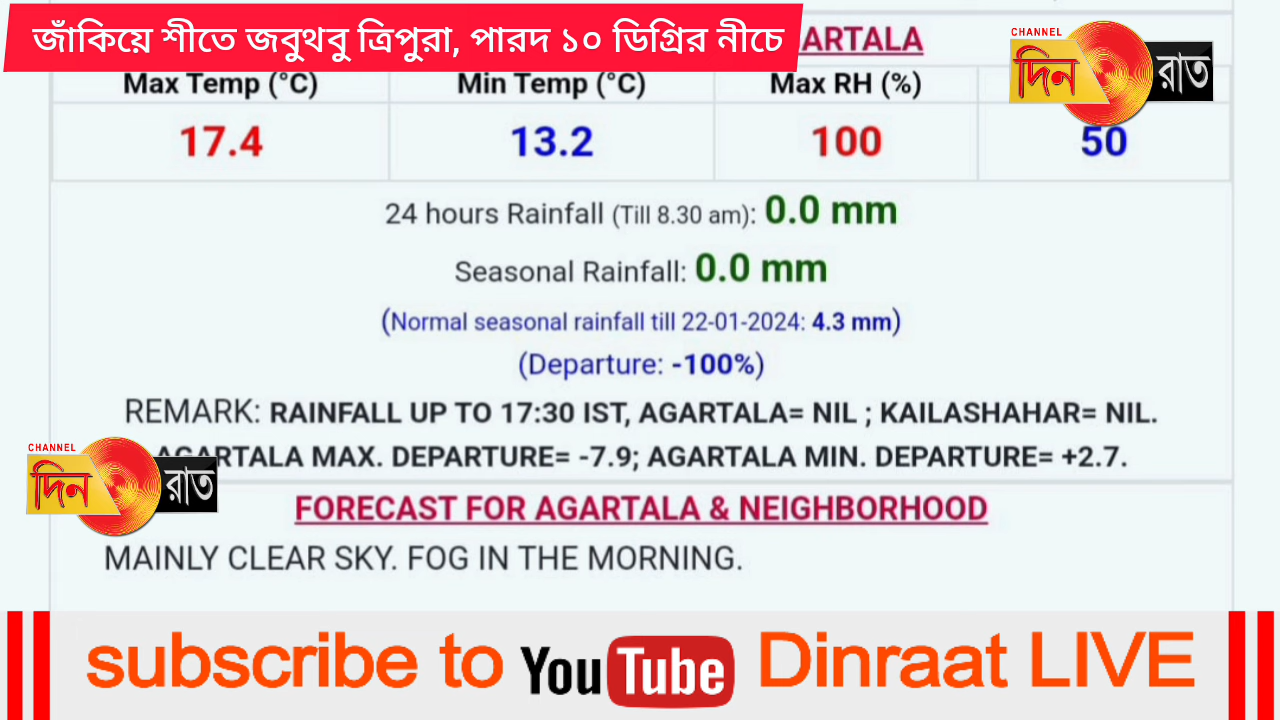 জাঁকিয়ে শীতে জবুথবু ত্রিপুরা, পারদ ১০ ডিগ্রির নীচে
ARTALA
CHANNEL
দিন রাত
Max Temp (°C) Min Temp (°C) Max RH (%)
17.4 13.2 100 50
24 hours Rainfall (Till 8.30 am): 0.0 mm
Seasonal Rainfall: 0.0 mm
(Normal seasonal rainfall till 22-01-2024: 4.3 mm)
(Departure: -100%)
REMARK: RAINFALL UP TO 17:30 IST, AGARTALA= NIL ; KAILASHAHAR= NIL.
AGARTALA MAX. DEPARTURE= -7.9; AGARTALA MIN. DEPARTURE= +2.7.
CHANNEL
দিন রাত
FORECAST FOR AGARTALA & NEIGHBORHOOD
MAINLY CLEAR SKY. FOG IN THE MORNING.
subscribe to YouTube Dinraat LIVE